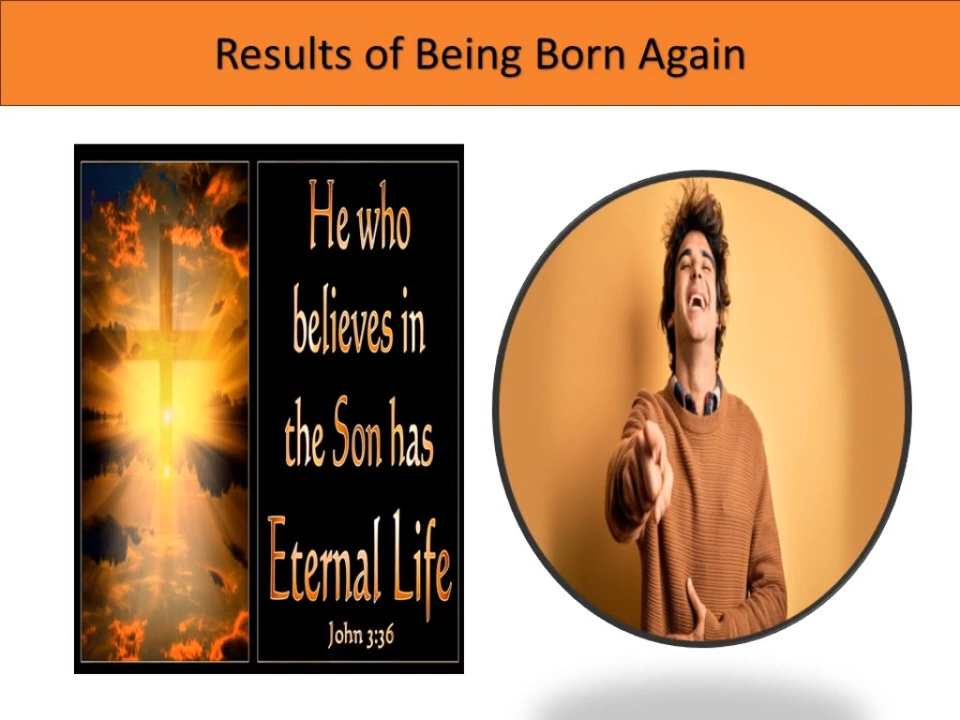 Results of Being Born Again
He who
believes in
the Son has
Eternal Life
John 3:36